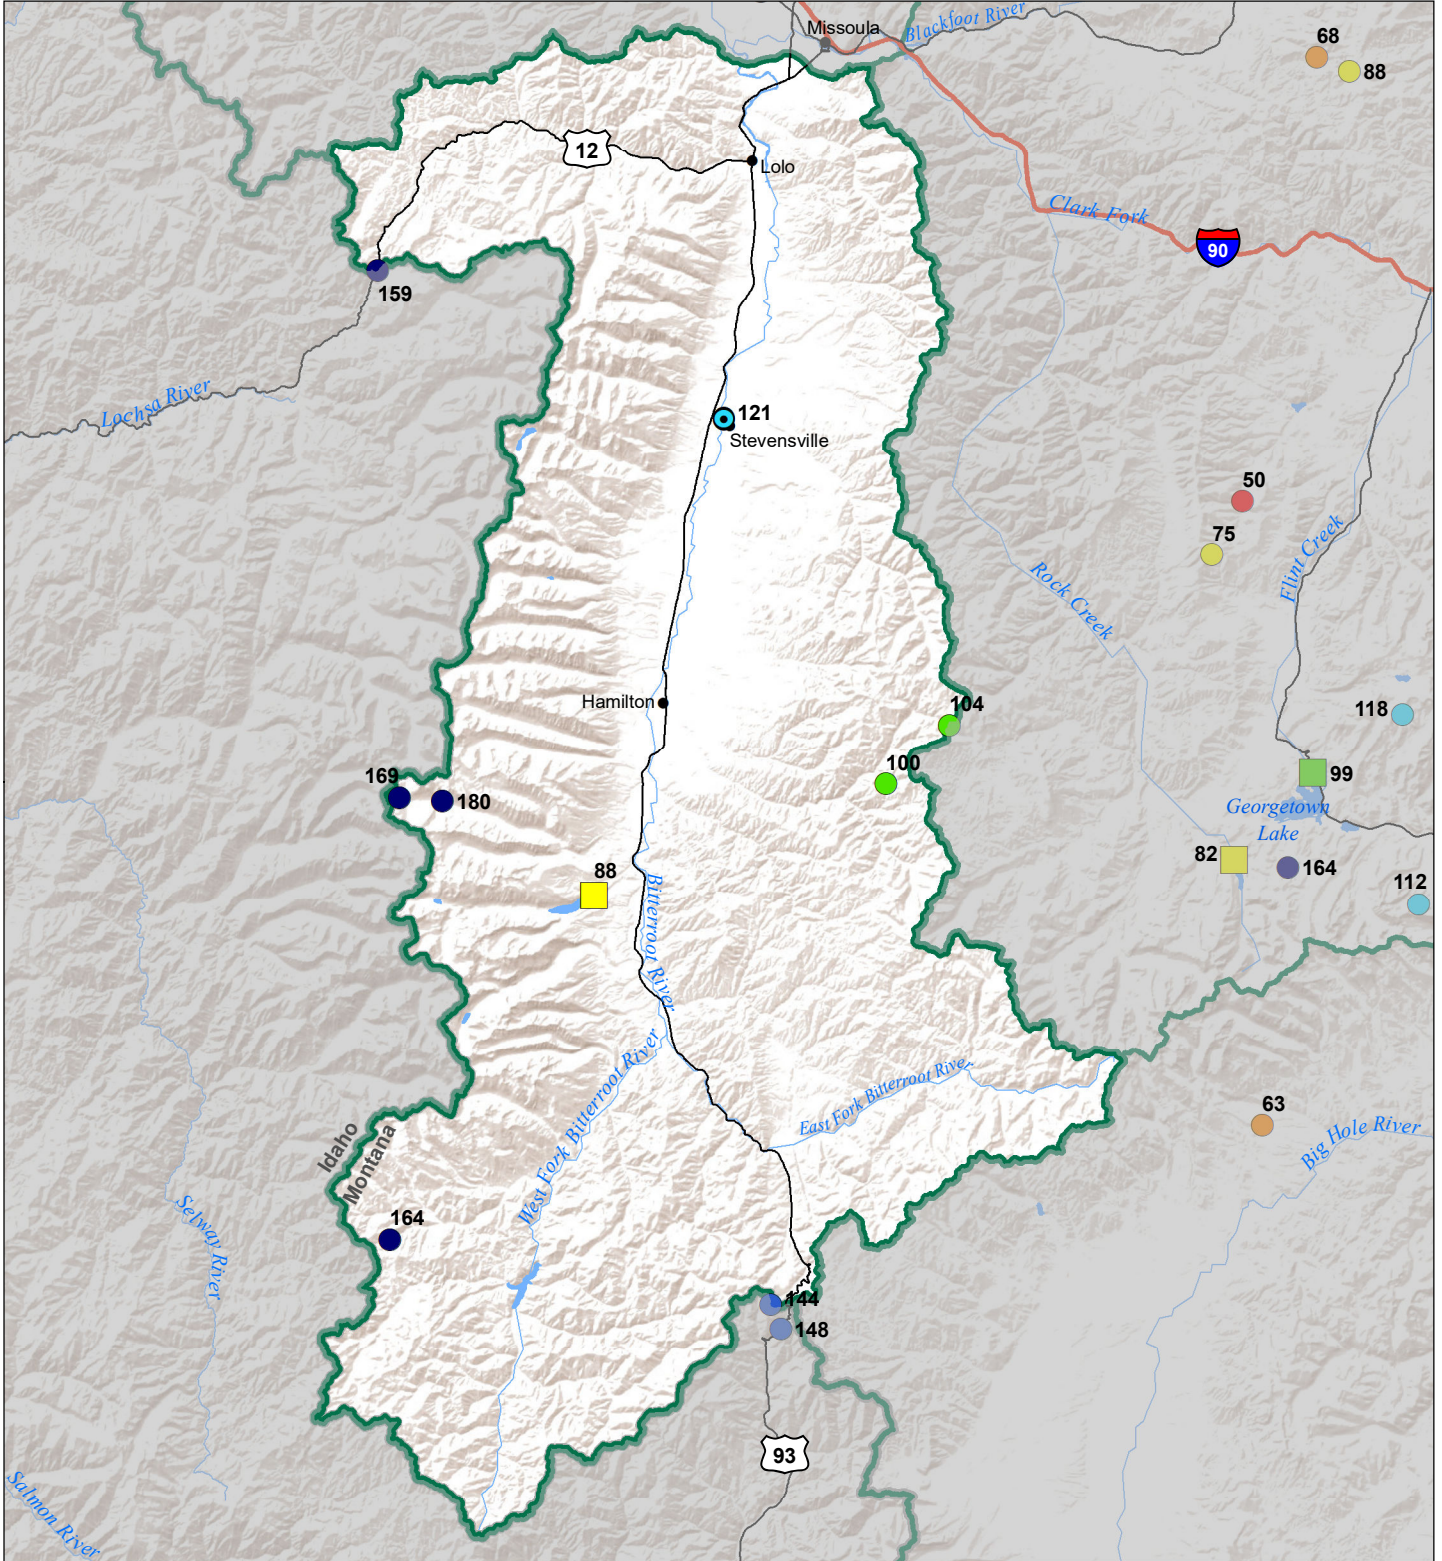 Missoula
Blackfoot River
68
88
12
Lolo
Clark Fork
90
159
Lochsa River
121
Stevensville
50
75
Flint Creek
Rock Creek
Hamilton
104
118
100
99
169
180
Georgetown
Lake
82
164
88
112
Bitterroot River
West Fork Bitterroot River
East Fork Bitterroot River
63
Big Hole River
Idaho
Montana
Selway River
164
144
148
93
Salmon River